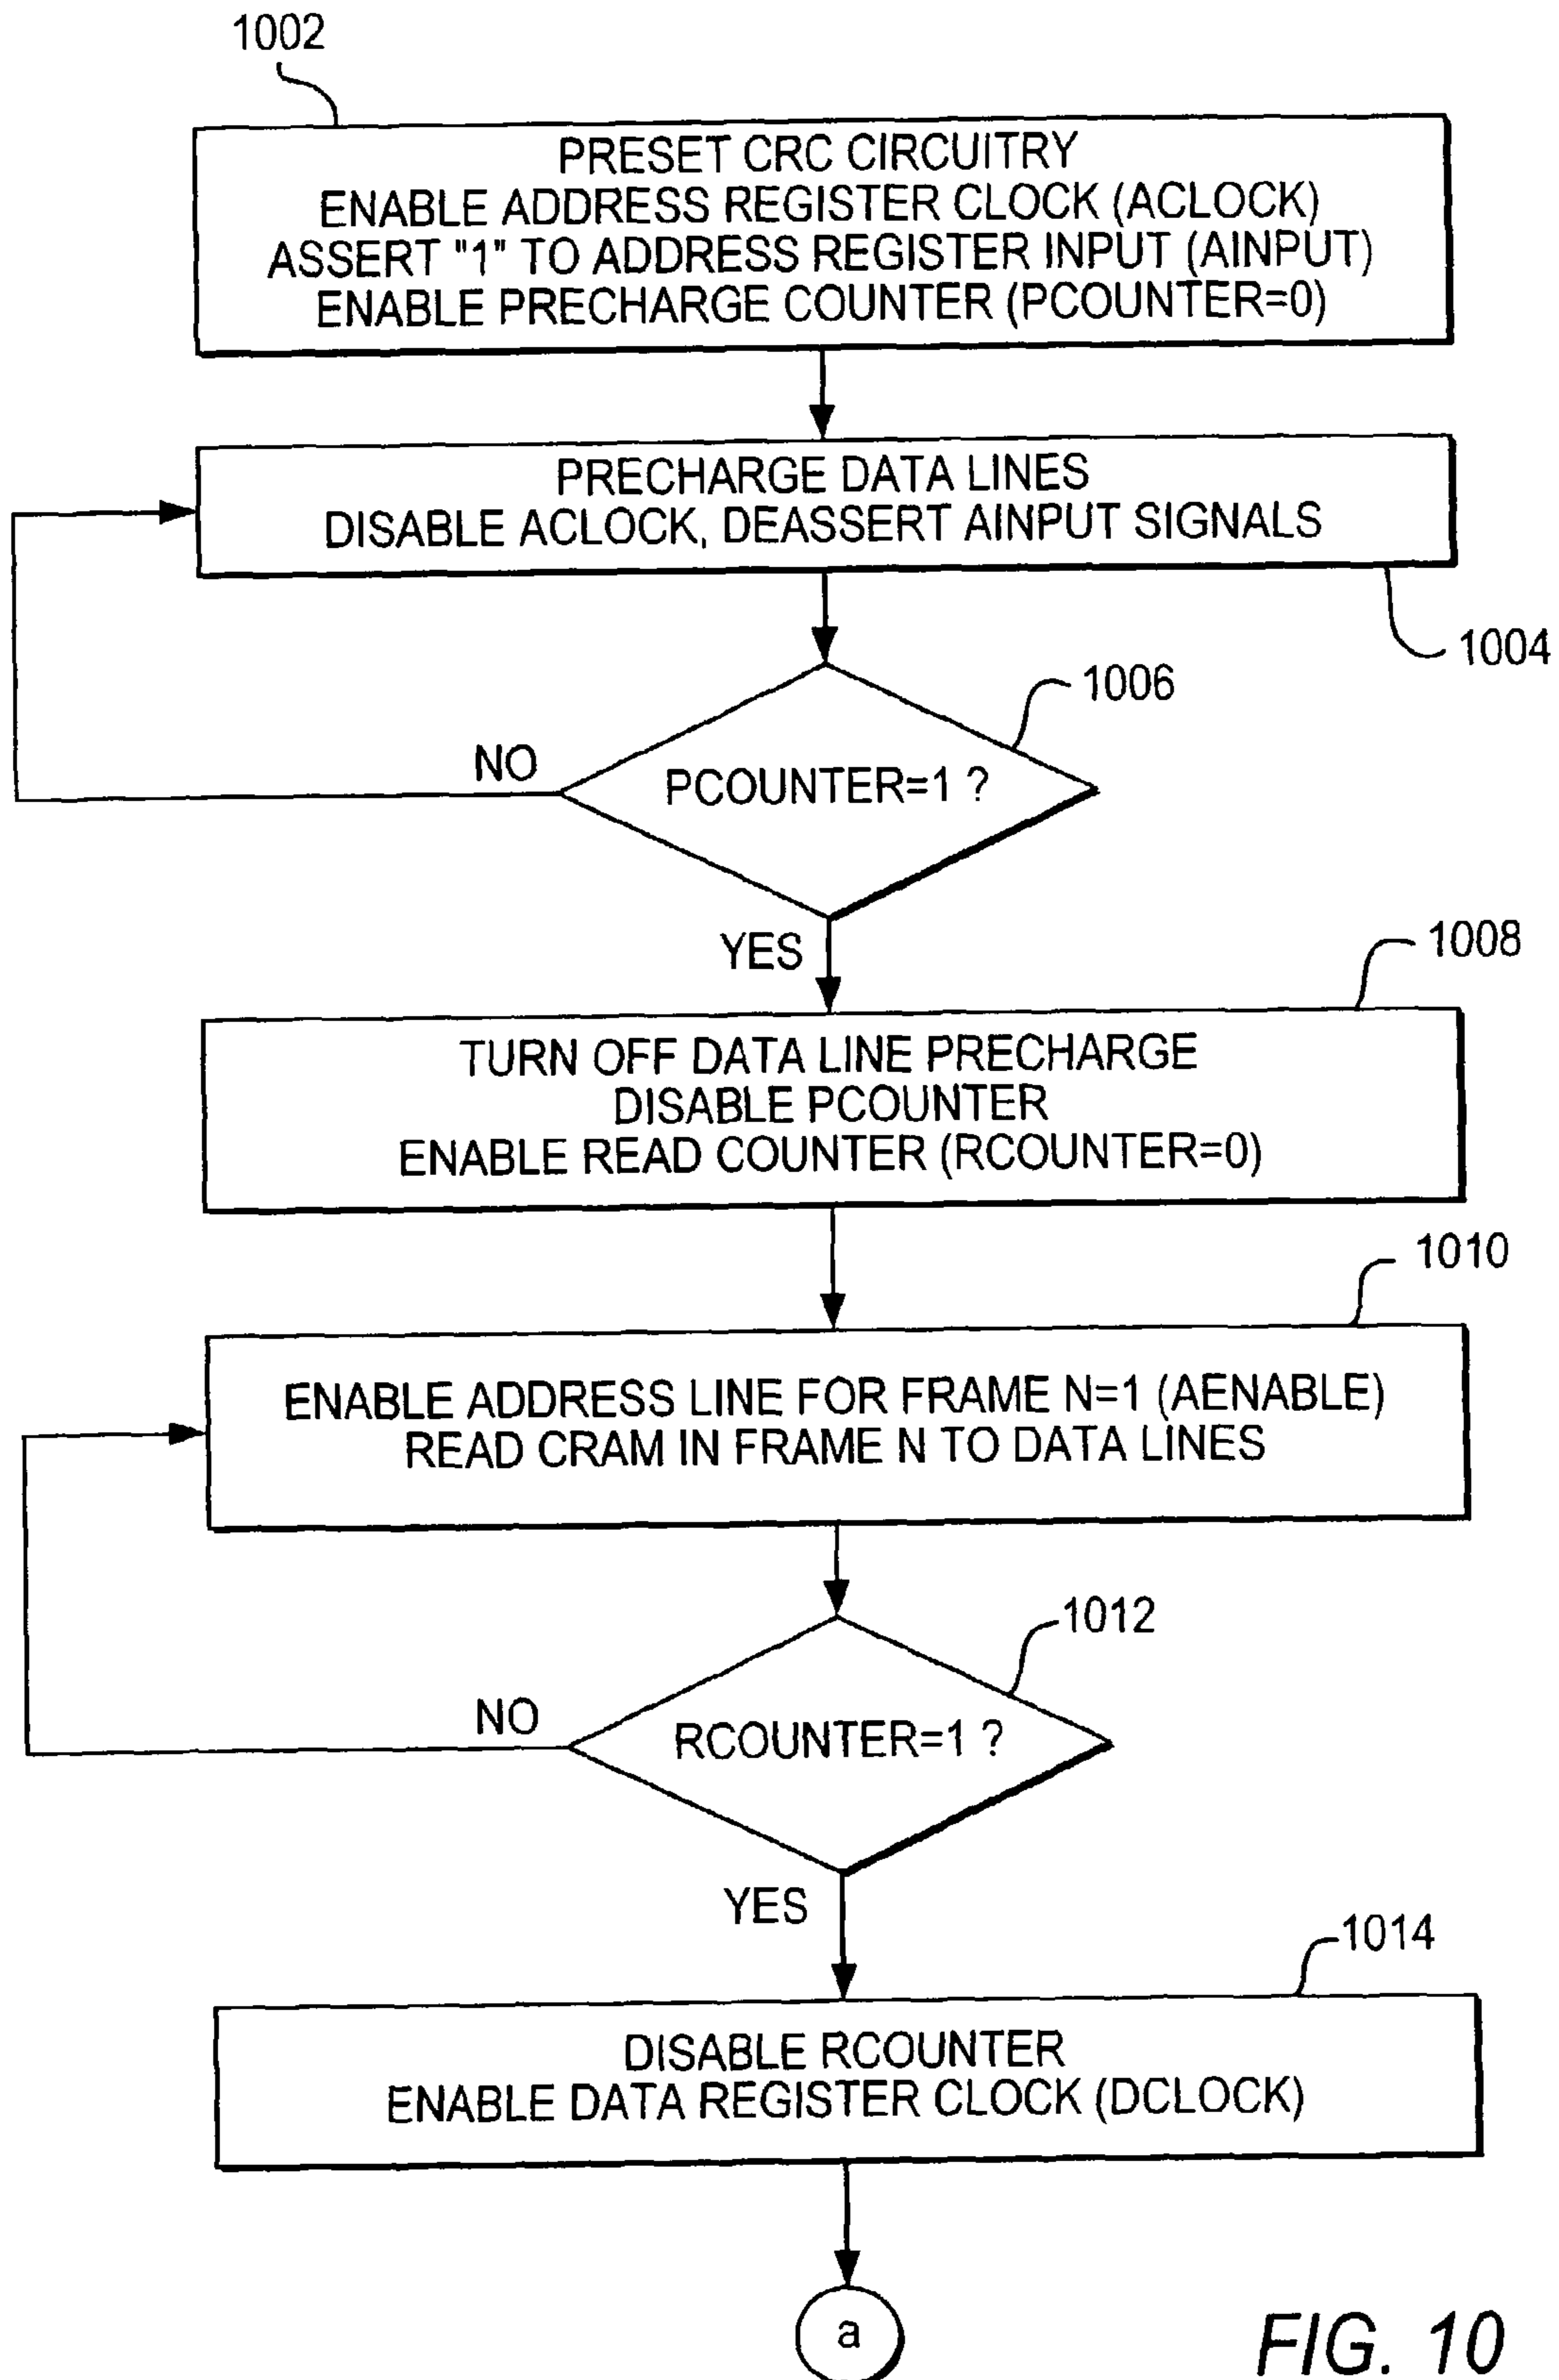 1002
PRESET CRC CIRCUITRY
ENABLE ADDRESS REGISTER CLOCK (ACLOCK)
ASSERT "1" TO ADDRESS REGISTER INPUT (AINPUT)
ENABLE PRECHARGE COUNTER (PCOUNTER=0)
PRECHARGE DATA LINES
DISABLE ACLOCK, DEASSERT AINPUT SIGNALS
1004
1006
NO
PCOUNTER=1 ?
YES
1008
TURN OFF DATA LINE PRECHARGE
DISABLE PCOUNTER
ENABLE READ COUNTER (RCOUNTER=0)
1010
ENABLE ADDRESS LINE FOR FRAME N=1 (AENABLE)
READ CRAM IN FRAME N TO DATA LINES
1012
NO
RCOUNTER=1 ?
YES
1014
DISABLE RCOUNTER
ENABLE DATA REGISTER CLOCK (DCLOCK)
a
FIG. 10